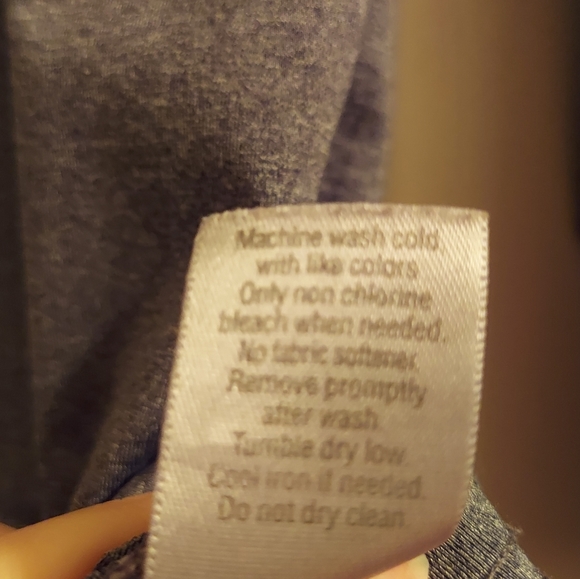 Machine wash cold
with like colors
Only non chlorine
bleach when needed.
No fabric softener.
Remove promptly
after wash.
Tumble dry low.
Cool iron if needed.
Do not dry clean.